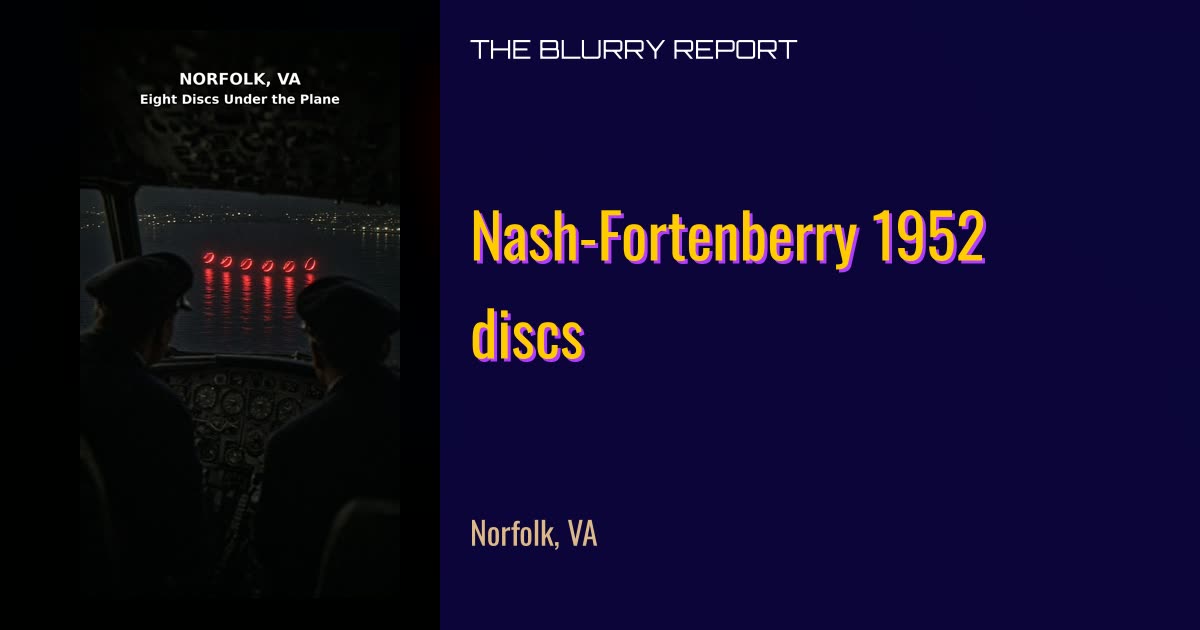 NORFOLK, VA
Eight Discs Under the Plane
THE BLURRY REPORT
Nash-Fortenberry 1952
discs
Norfolk, VA